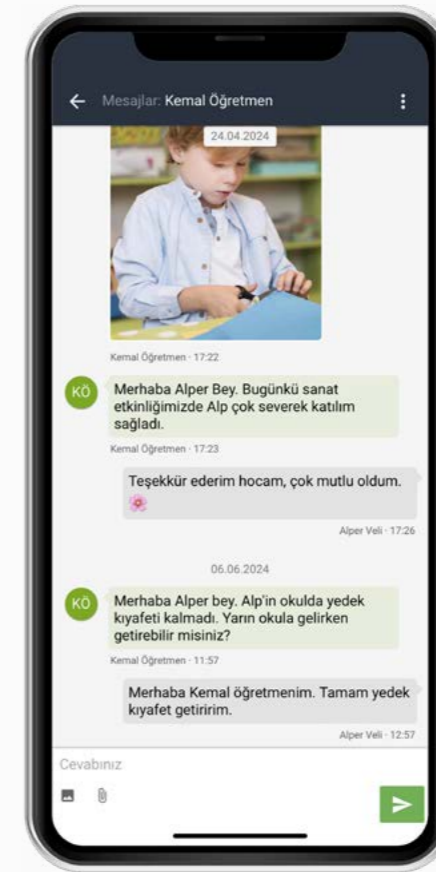 Mesajlar: Kemal Öğretmen
24.04.2024
Kemal Öğretmen · 17:22
KÖ
Merhaba Alper Bey. Bugünkü sanat
etkinliğimizde Alp çok severek katılım
sağladı.
Kemal Öğretmen · 17:23
Teşekkür ederim hocam, çok mutlu oldum.
🌸
Alper Veli · 17:26
06.06.2024
KÖ
Merhaba Alper bey. Alp'in okulda yedek
kıyafeti kalmadı. Yarın okula gelirken
getirebilir misiniz?
Kemal Öğretmen · 11:57
Merhaba Kemal öğretmenim. Tamam yedek
kıyafet getiririm.
Alper Veli · 12:57
Cevabınız